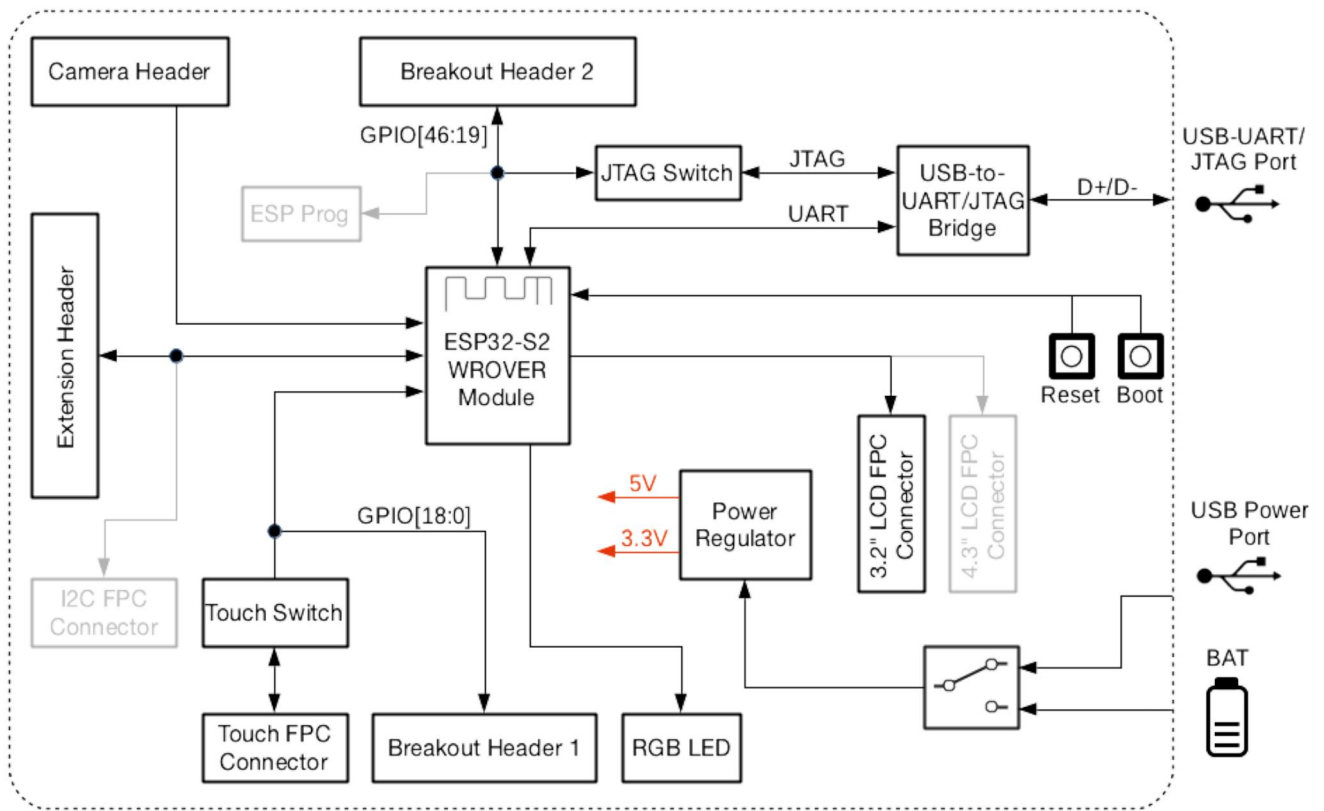 Camera Header
Breakout Header 2
GPIO[46:19]
USB-UART/
JTAG Port
JTAG Switch
JTAG
USB-to-
UART/JTAG
Bridge
D+/D-
ESP Prog
UART
Extension Header
ESP32-S2
WROVER
Module
Reset
Boot
3.2" LCD FPC
Connector
4.3" LCD FPC
Connector
5V
3.3V
Power
Regulator
USB Power
Port
GPIO[18:0]
I2C FPC
Connector
Touch Switch
BAT
Touch FPC
Connector
Breakout Header 1
RGB LED